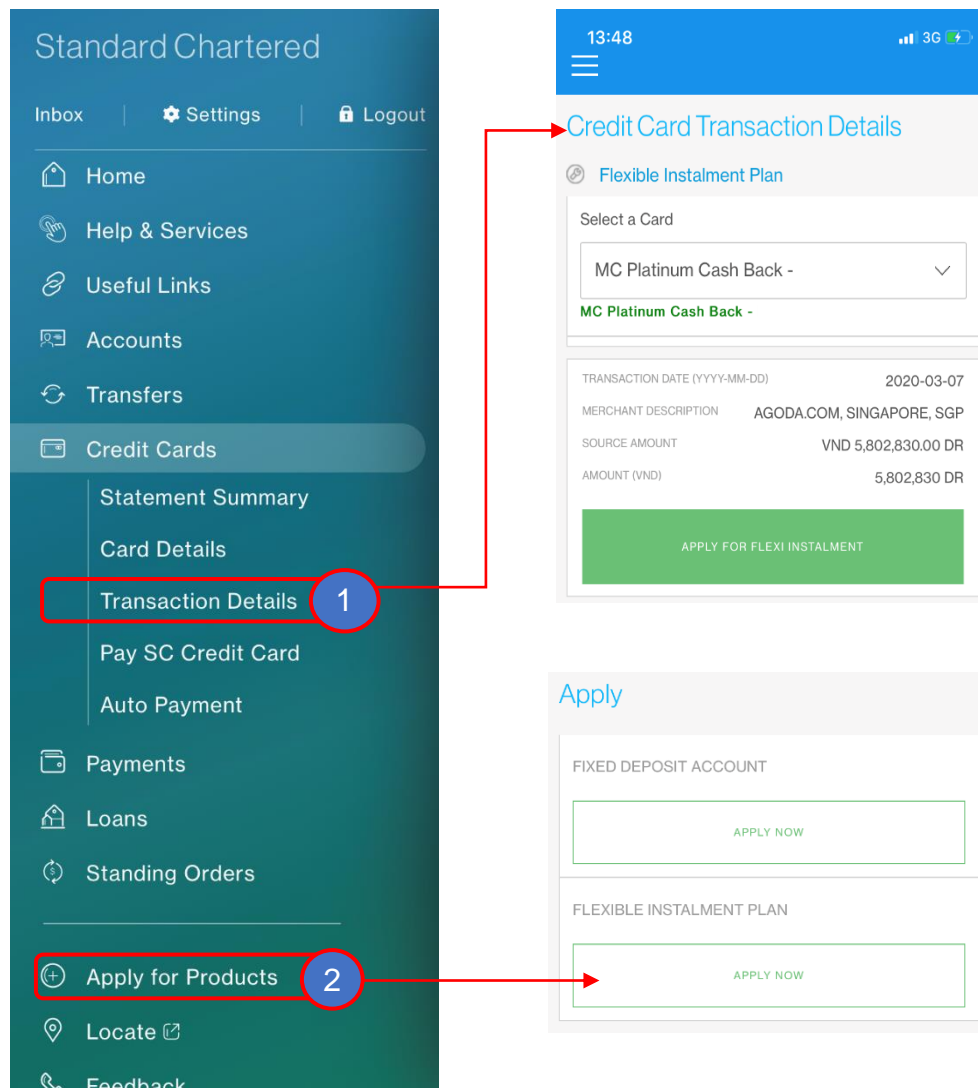 Standard Chartered
Inbox Settings Logout
Home
Help & Services
Useful Links
Accounts
Transfers
Credit Cards
Statement Summary
Card Details
Transaction Details 1
Pay SC Credit Card
Auto Payment
Payments
Loans
Standing Orders
Apply for Products 2
Locate
Feedback
13:48 3G
Credit Card Transaction Details
Flexible Instalment Plan
Select a Card
MC Platinum Cash Back -
MC Platinum Cash Back -
TRANSACTION DATE (YYYY-MM-DD) 2020-03-07
MERCHANT DESCRIPTION AGODA.COM, SINGAPORE, SGP
SOURCE AMOUNT VND 5,802,830.00 DR
AMOUNT (VND) 5,802,830 DR
APPLY FOR FLEXI INSTALMENT
Apply
FIXED DEPOSIT ACCOUNT
APPLY NOW
FLEXIBLE INSTALMENT PLAN
APPLY NOW